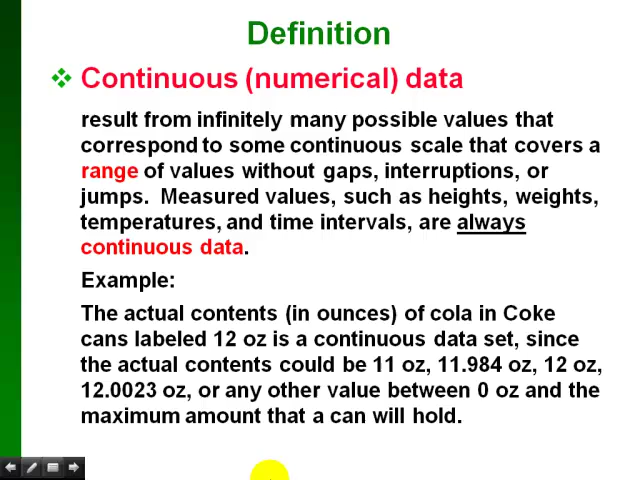 Definition
Continuous (numerical) data
result from infinitely many possible values that
correspond to some continuous scale that covers a
range of values without gaps, interruptions, or
jumps. Measured values, such as heights, weights,
temperatures, and time intervals, are always
continuous data.
Example:
The actual contents (in ounces) of cola in Coke
cans labeled 12 oz is a continuous data set, since
the actual contents could be 11 oz, 11.984 oz, 12 oz,
12.0023 oz, or any other value between 0 oz and the
maximum amount that a can will hold.